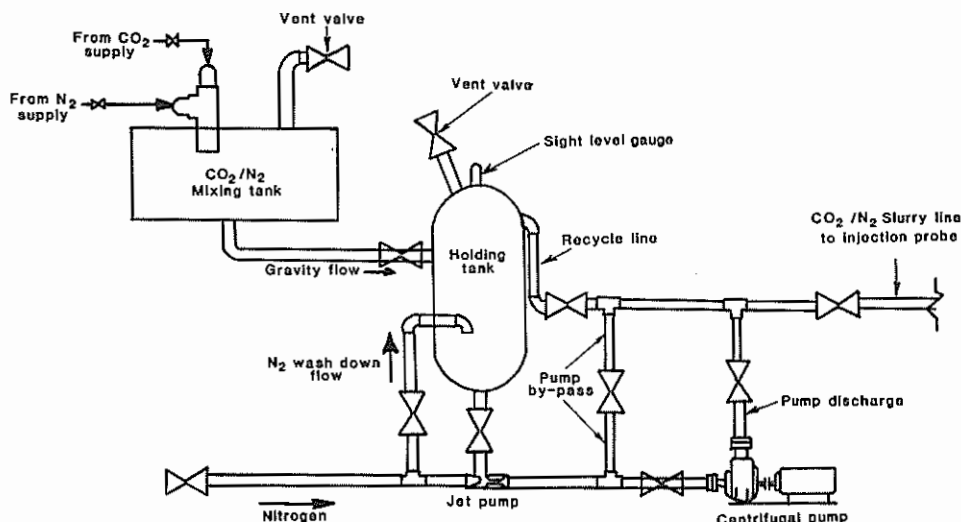 Vent valve
From CO2
supply
From N2
supply
Vent valve
Sight level gauge
CO2/N2
Mixing tank
CO2 /N2 Slurry line
to injection probe
Recycle line
Holding
tank
Gravity flow
N2 wash down
flow
Pump
by-pass
Pump discharge
Nitrogen
Jet pump
Centrifugal pump